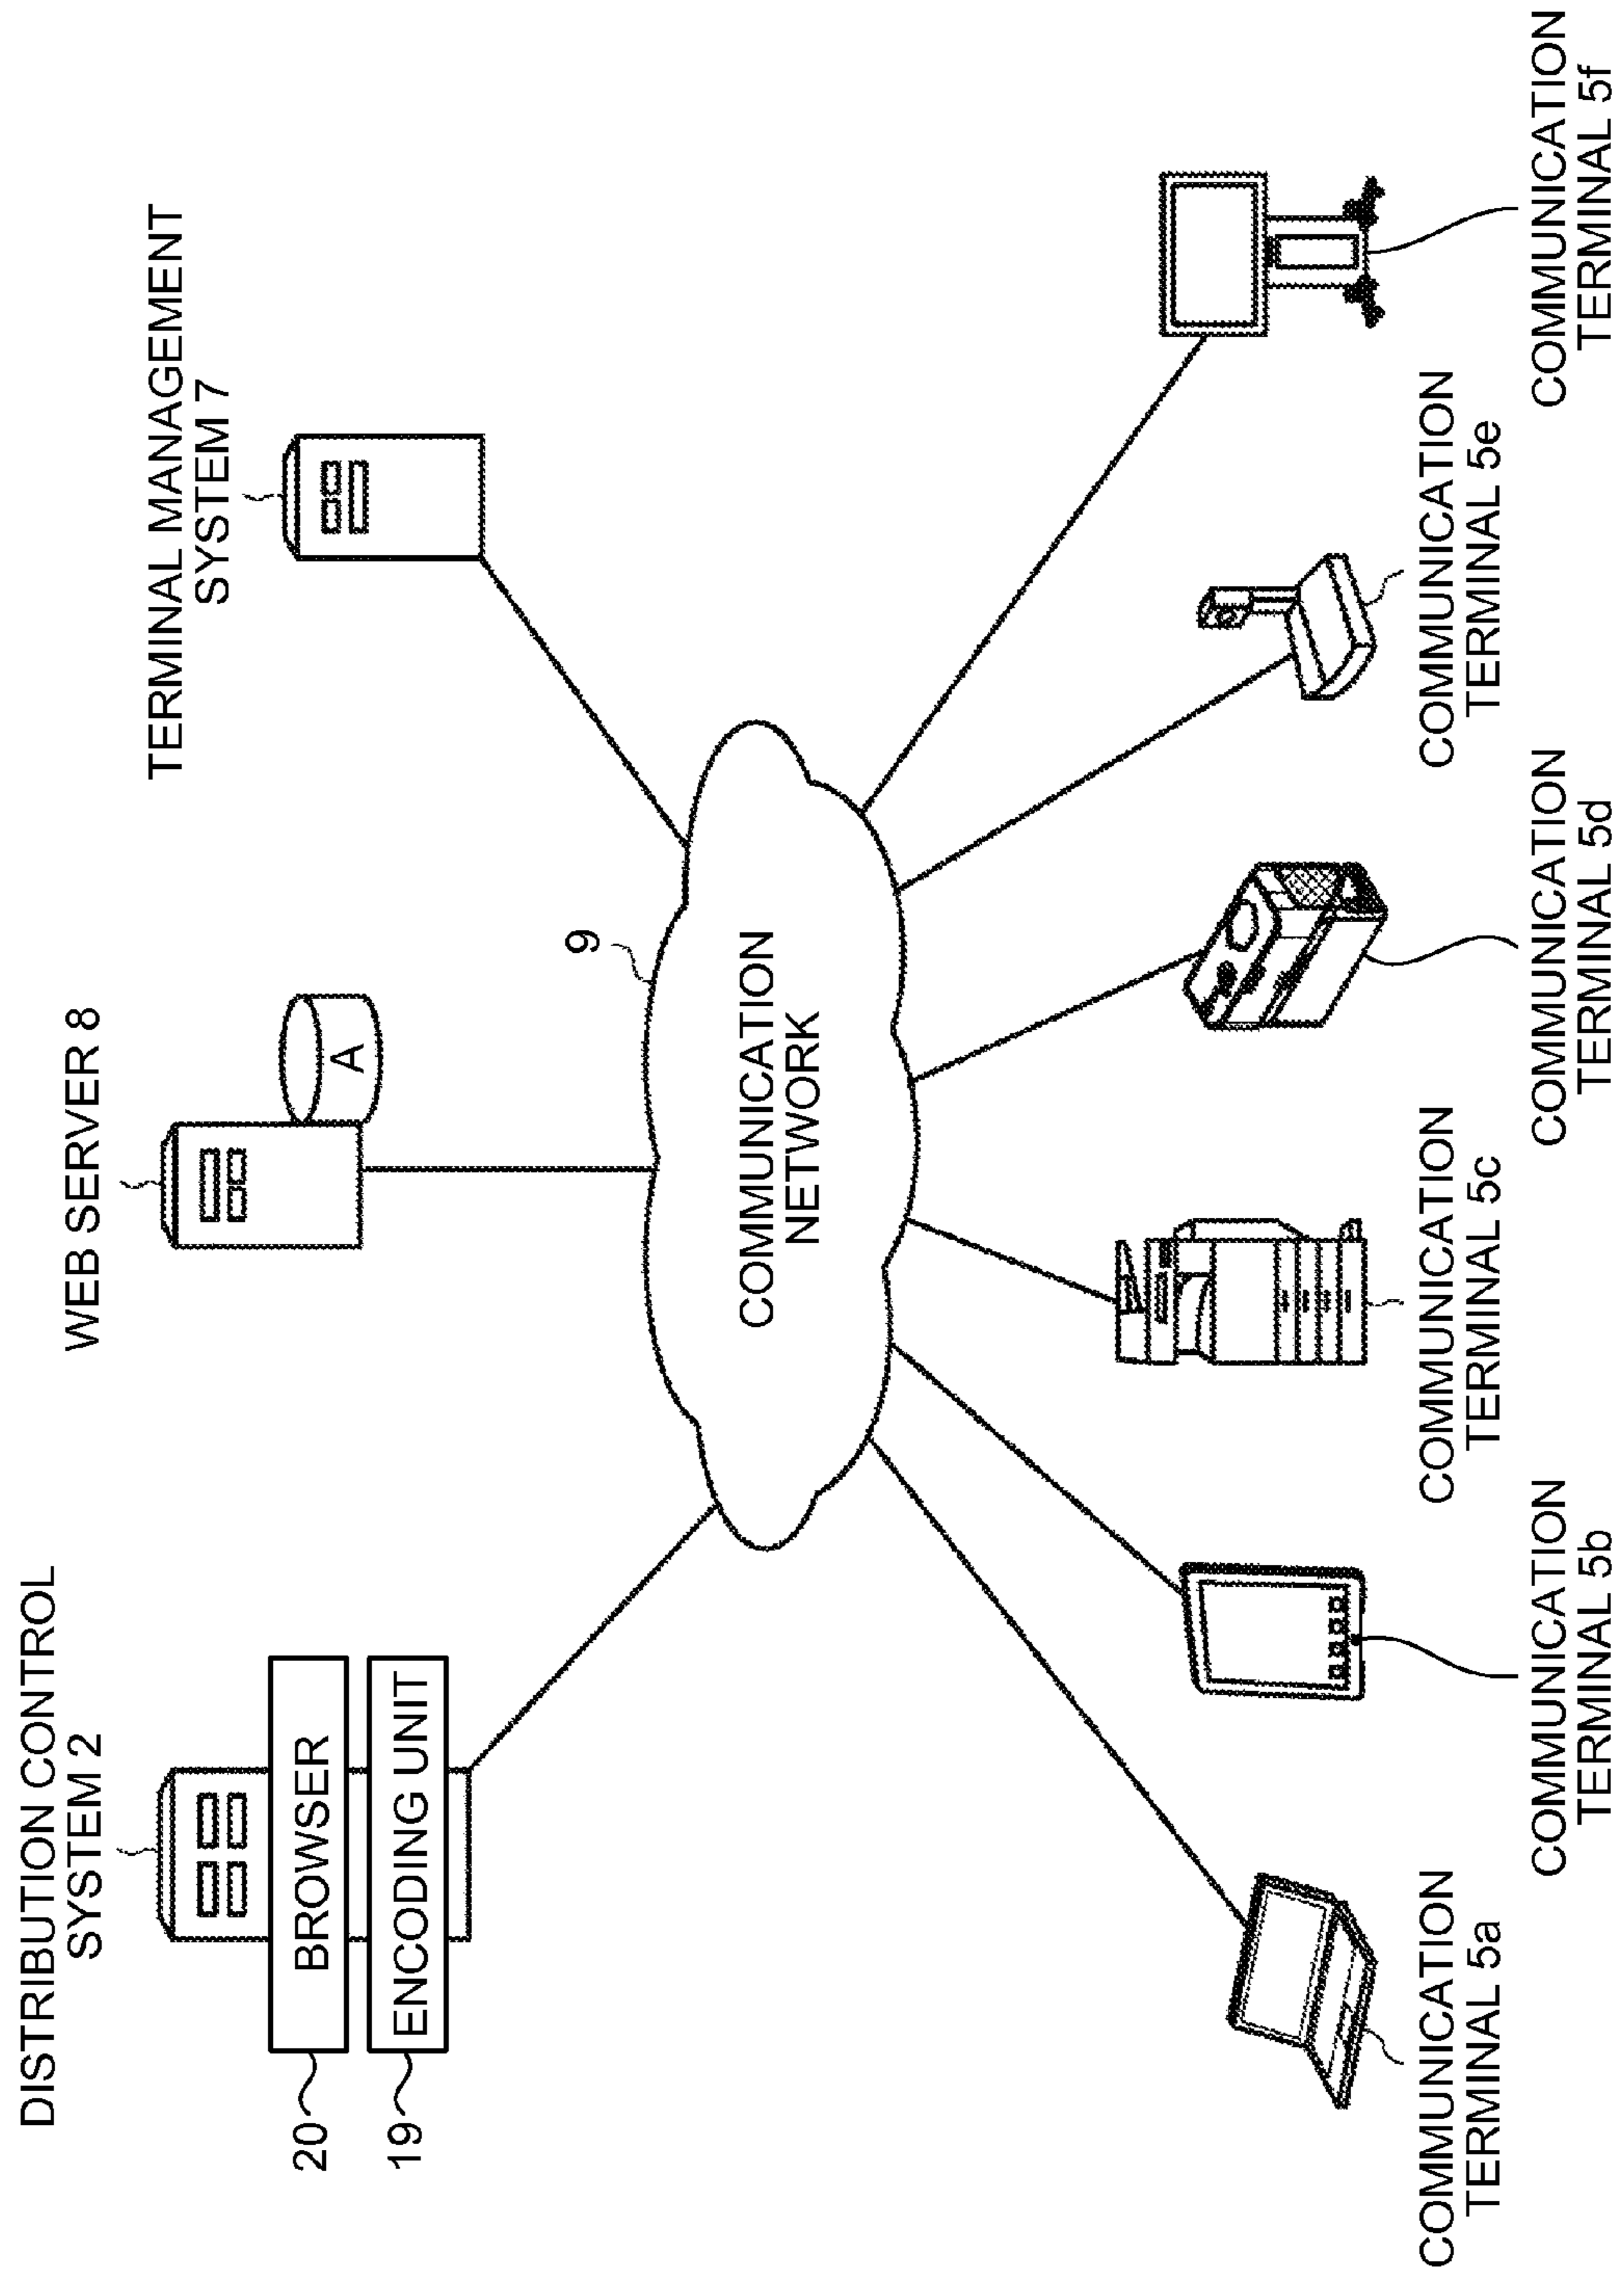 DISTRIBUTION CONTROL
SYSTEM 2
BROWSER
20
ENCODING UNIT
19
WEB SERVER 8
A
TERMINAL MANAGEMENT
SYSTEM 7
9
COMMUNICATION
NETWORK
COMMUNICATION
TERMINAL 5a
COMMUNICATION
TERMINAL 5b
COMMUNICATION
TERMINAL 5c
COMMUNICATION
TERMINAL 5d
COMMUNICATION
TERMINAL 5e
COMMUNICATION
TERMINAL 5f